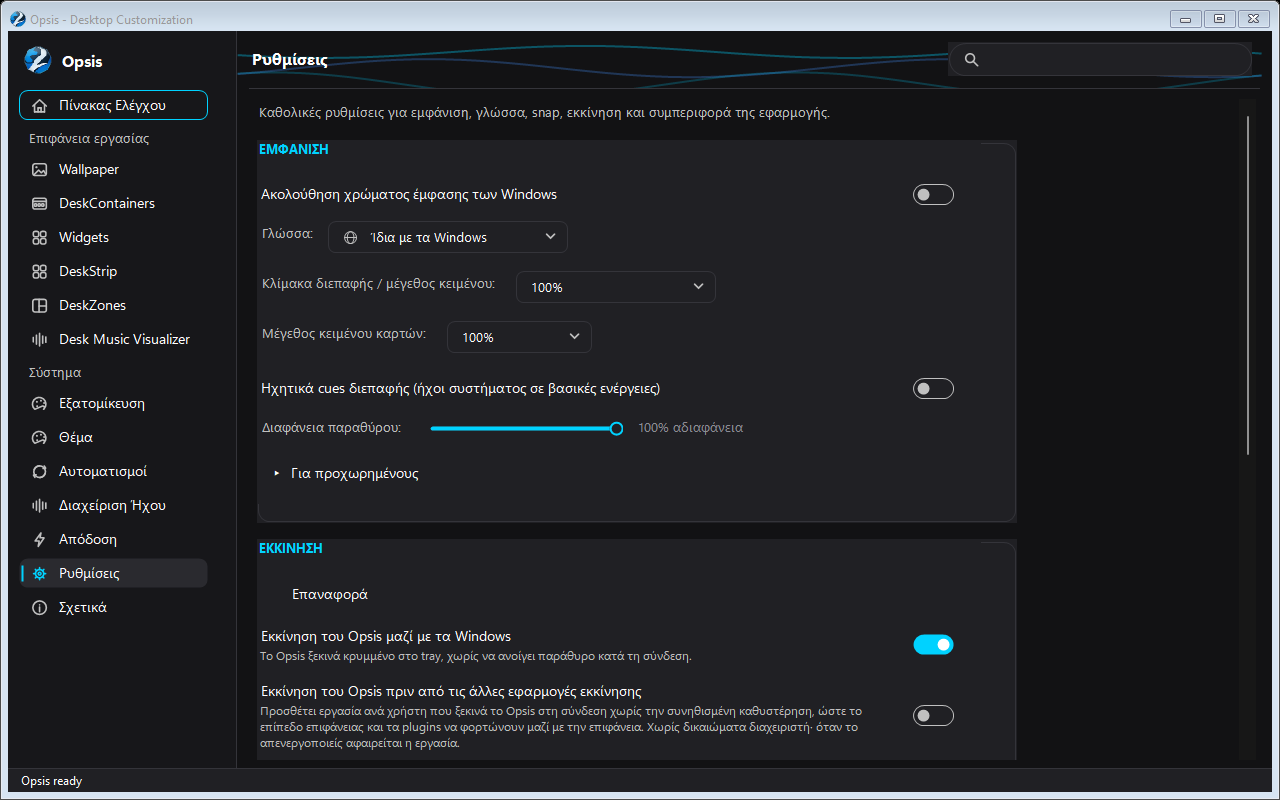 Opsis - Desktop Customization
Opsis
Ρυθμίσεις
Πίνακας Ελέγχου
Επιφάνεια εργασίας
Wallpaper
DeskContainers
Widgets
DeskStrip
DeskZones
Desk Music Visualizer
Σύστημα
Εξατομίκευση
Θέμα
Αυτοματισμοί
Διαχείριση Ήχου
Απόδοση
Ρυθμίσεις
Σχετικά
Καθολικές ρυθμίσεις για εμφάνιση, γλώσσα, snap, εκκίνηση και συμπεριφορά της εφαρμογής.
ΕΜΦΑΝΙΣΗ
Ακολούθηση χρώματος έμφασης των Windows
Γλώσσα: Ίδια με τα Windows
Κλίμακα διεπαφής / μέγεθος κειμένου: 100%
Μέγεθος κειμένου καρτών: 100%
Ηχητικά cues διεπαφής (ήχοι συστήματος σε βασικές ενέργειες)
Διαφάνεια παραθύρου: 100% αδιαφάνεια
Για προχωρημένους
ΕΚΚΙΝΗΣΗ
Επαναφορά
Εκκίνηση του Opsis μαζί με τα Windows
Το Opsis ξεκινά κρυμμένο στο tray, χωρίς να ανοίγει παράθυρο κατά τη σύνδεση.
Εκκίνηση του Opsis πριν από τις άλλες εφαρμογές εκκίνησης
Προσθέτει εργασία ανά χρήστη που ξεκινά το Opsis στη σύνδεση χωρίς την συνηθισμένη καθυστέρηση, ώστε το
επίπεδο επιφάνειας και τα plugins να φορτώνουν μαζί με την επιφάνεια. Χωρίς δικαιώματα διαχειριστή· όταν το
απενεργοποιείς αφαιρείται η εργασία.
Opsis ready